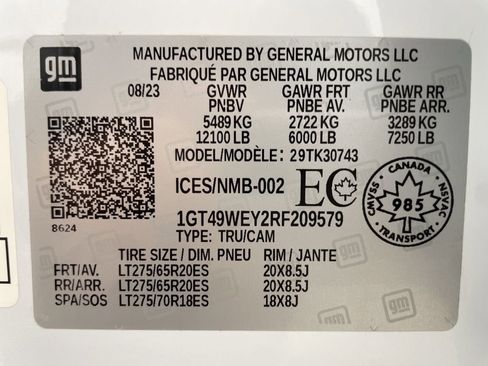 gm
MANUFACTURED BY GENERAL MOTORS LLC
FABRIQUÉ PAR GENERAL MOTORS LLC
08/23 GVWR GAWR FRT GAWR RR
PNBV PNBE AV. PNBE ARR.
5489 KG 2722 KG 3289 KG
12100 LB 6000 LB 7250 LB
MODEL/MODÈLE: 29TK30743
ICES/NMB-002 EC
CMVSS NSVAC
985
TRANSPORT
8624
1GT49WEY2RF209579
TYPE: TRU/CAM
TIRE SIZE / DIM. PNEU RIM / JANTE
FRT/AV. LT275/65R20ES 20X8.5J
RR/ARR. LT275/65R20ES 20X8.5J
SPA/SOS LT275/70R18ES 18X8J